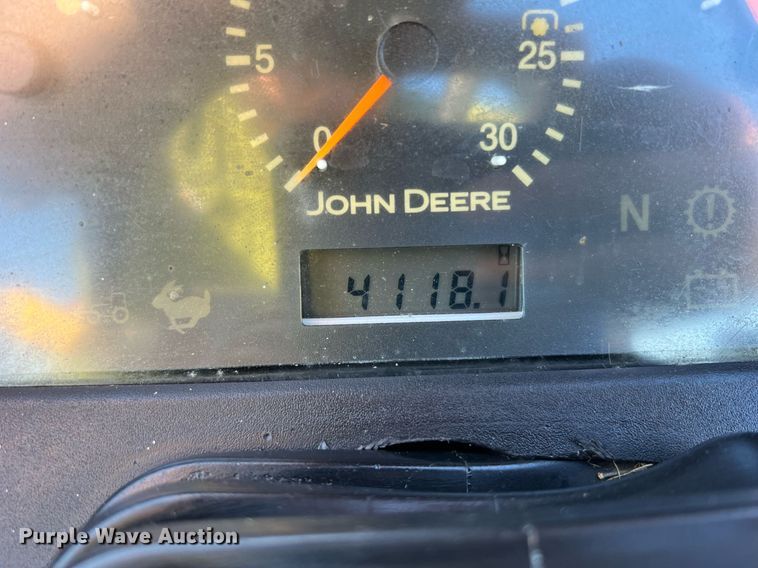 5
25
0
30
JOHN DEERE
N
4118.1
Purple Wave Auction